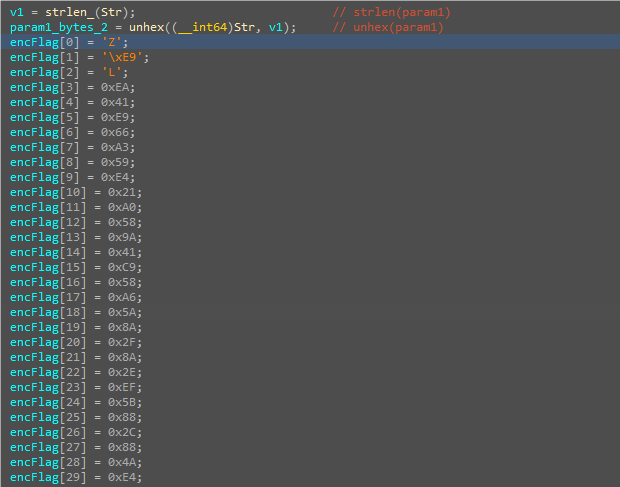 v1 = strlen_(Str); // strlen(param1)
param1_bytes_2 = unhex((__int64)Str, v1); // unhex(param1)
encFlag[0] = 'Z';
encFlag[1] = '\xE9';
encFlag[2] = 'L';
encFlag[3] = 0xEA;
encFlag[4] = 0x41;
encFlag[5] = 0xE9;
encFlag[6] = 0x66;
encFlag[7] = 0xA3;
encFlag[8] = 0x59;
encFlag[9] = 0xE4;
encFlag[10] = 0x21;
encFlag[11] = 0xA0;
encFlag[12] = 0x58;
encFlag[13] = 0x9A;
encFlag[14] = 0x41;
encFlag[15] = 0xC9;
encFlag[16] = 0x58;
encFlag[17] = 0xA6;
encFlag[18] = 0x5A;
encFlag[19] = 0x8A;
encFlag[20] = 0x2F;
encFlag[21] = 0x8A;
encFlag[22] = 0x2E;
encFlag[23] = 0xEF;
encFlag[24] = 0x5B;
encFlag[25] = 0x88;
encFlag[26] = 0x2C;
encFlag[27] = 0x88;
encFlag[28] = 0x4A;
encFlag[29] = 0xE4;